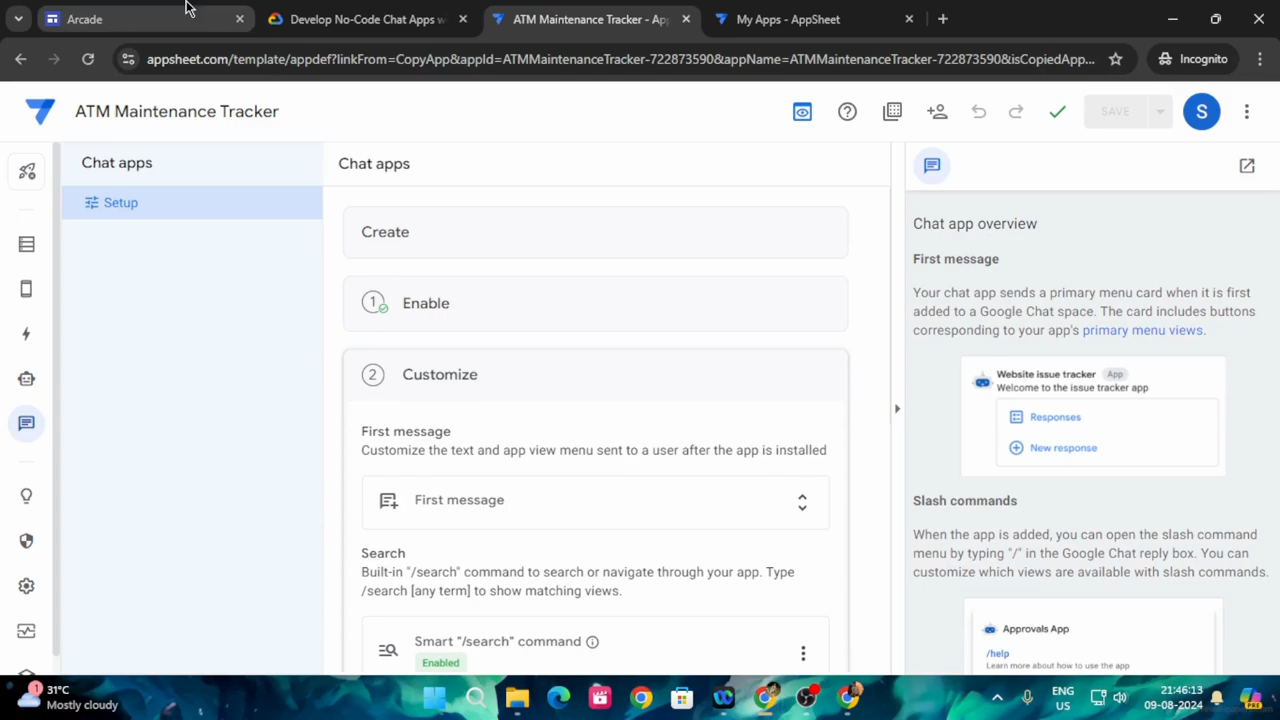 Arcade
Develop No-Code Chat Apps w
ATM Maintenance Tracker - App
My Apps - AppSheet
appsheet.com/template/appdef?linkFrom=CopyApp&appId=ATMMaintenanceTracker-722873590&appName=ATMMaintenanceTracker-722873590&isCopiedApp...
Incognito
ATM Maintenance Tracker
SAVE
S
Chat apps
Setup
Chat apps
Create
1 Enable
2 Customize
First message
Customize the text and app view menu sent to a user after the app is installed
First message
Search
Built-in "/search" command to search or navigate through your app. Type
/search [any term] to show matching views.
Smart "/search" command
Enabled
Chat app overview
First message
Your chat app sends a primary menu card when it is first
added to a Google Chat space. The card includes buttons
corresponding to your app's primary menu views.
Website issue tracker App
Welcome to the issue tracker app
Responses
New response
Slash commands
When the app is added, you can open the slash command
menu by typing "/" in the Google Chat reply box. You can
customize which views are available with slash commands.
Approvals App
/help
Learn more about how to use the app
1
31°C
Mostly cloudy
ENG
US
21:46:13
09-08-2024
PRE